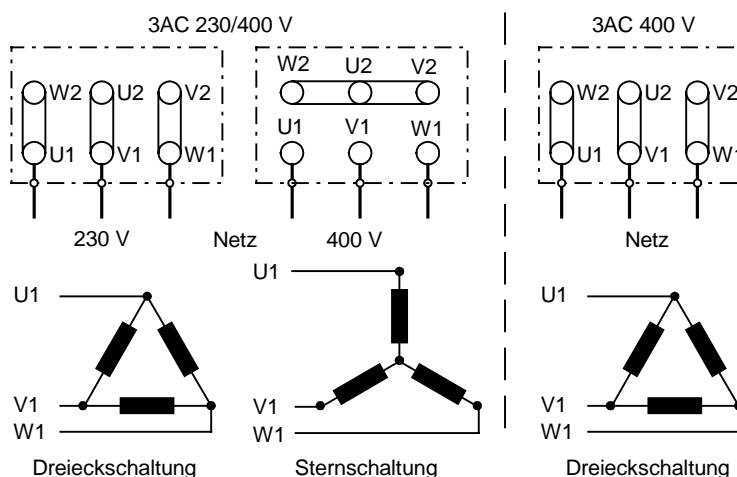 3AC 230/400 V
3AC 400 V
W2 U2 V2
U1 V1 W1
W2 U2 V2
U1 V1 W1
W2 U2 V2
U1 V1 W1
230 V Netz 400 V
Netz
U1
V1
W1
Dreieckschaltung
U1
V1
W1
Sternschaltung
U1
V1
W1
Dreieckschaltung